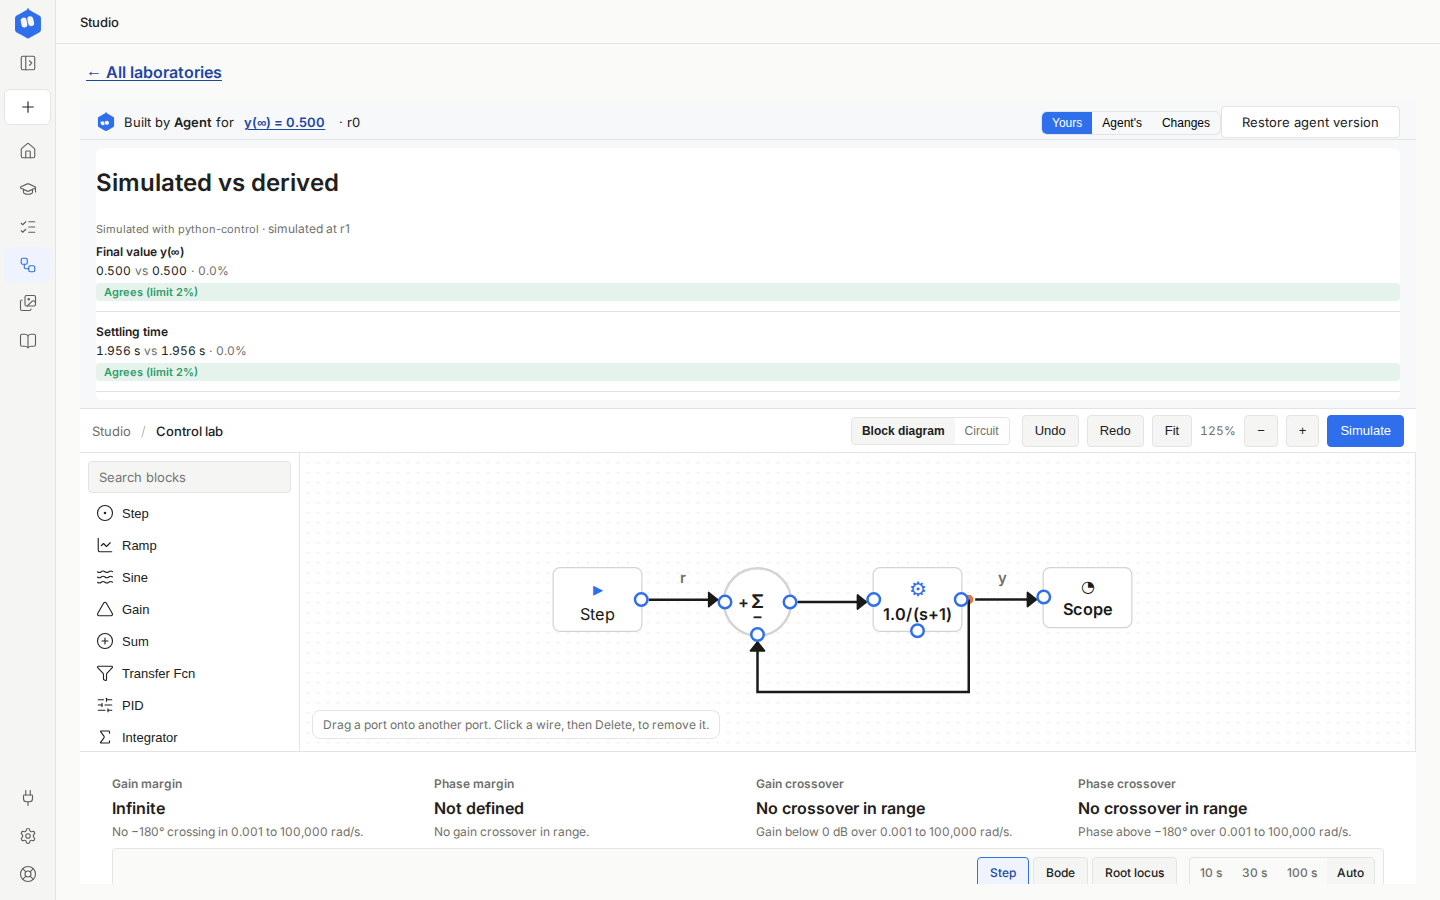 Studio
← All laboratories
Built by Agent for y(∞) = 0.500 · r0
Yours Agent's Changes Restore agent version
Simulated vs derived
Simulated with python-control · simulated at r1
Final value y(∞)
0.500 vs 0.500 · 0.0%
Agrees (limit 2%)
Settling time
1.956 s vs 1.956 s · 0.0%
Agrees (limit 2%)
Studio / Control lab
Block diagram Circuit Undo Redo Fit 125% − + Simulate
Search blocks
Step
Ramp
Sine
Gain
Sum
Transfer Fcn
PID
Integrator
r
y
Step
+ Σ
−
1.0/(s+1)
Scope
Drag a port onto another port. Click a wire, then Delete, to remove it.
Gain margin
Infinite
No −180° crossing in 0.001 to 100,000 rad/s.
Phase margin
Not defined
No gain crossover in range.
Gain crossover
No crossover in range
Gain below 0 dB over 0.001 to 100,000 rad/s.
Phase crossover
No crossover in range
Phase above −180° over 0.001 to 100,000 rad/s.
Step Bode Root locus 10 s 30 s 100 s Auto